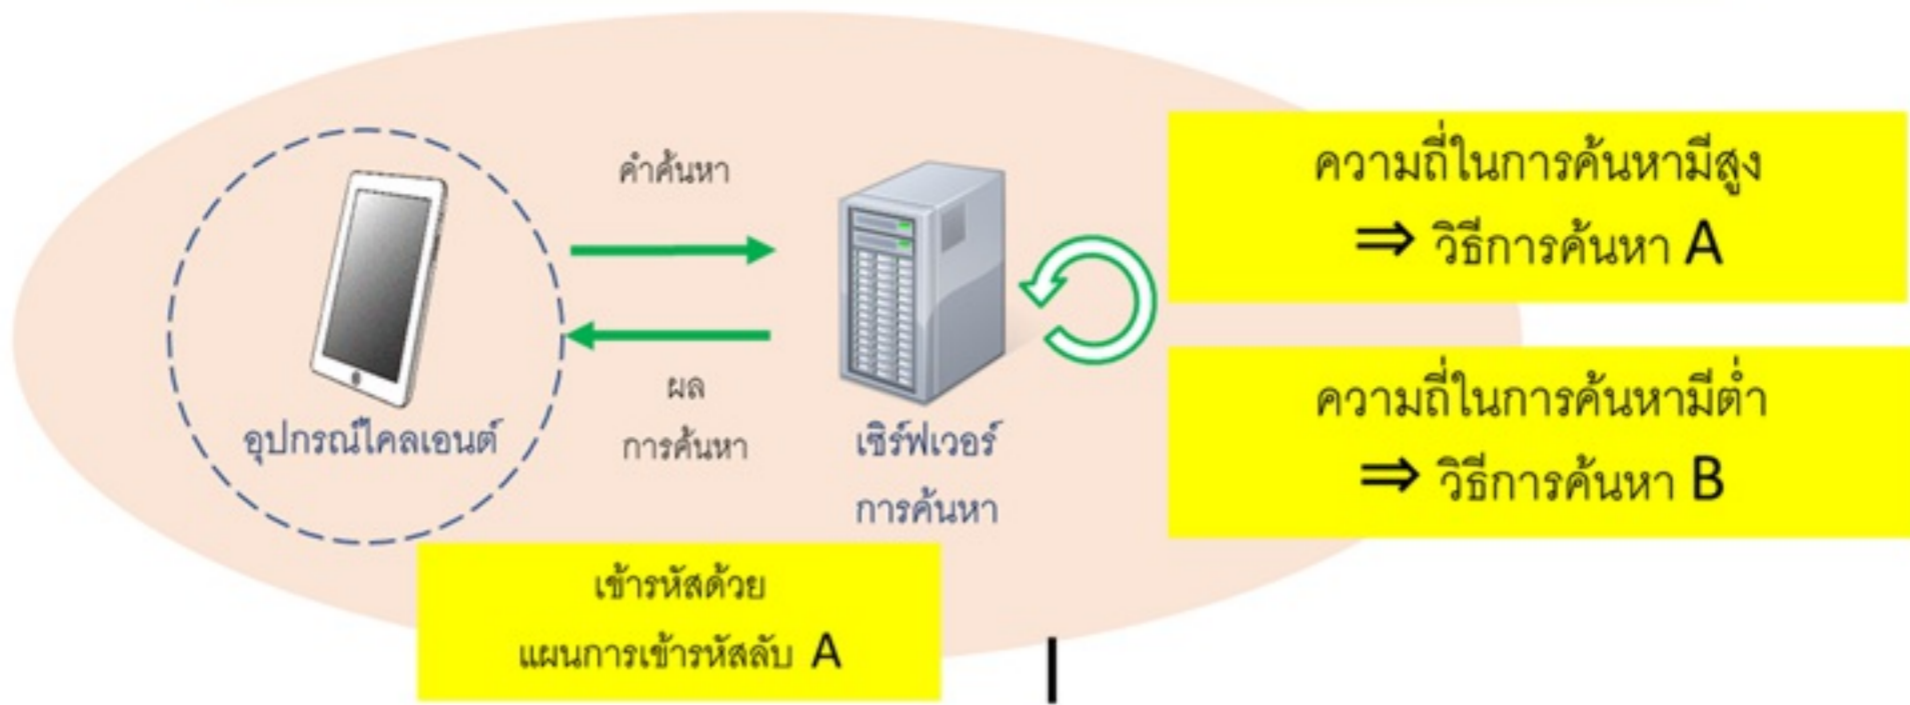 คำค้นหา
ผล
การค้นหา
อุปกรณ์ไคลเอนต์
เซิร์ฟเวอร์
การค้นหา
ความถี่ในการค้นหามีสูง
⇒ วิธีการค้นหา A
ความถี่ในการค้นหามีต่ำ
⇒ วิธีการค้นหา B
เข้ารหัสด้วย
แผนการเข้ารหัสลับ A